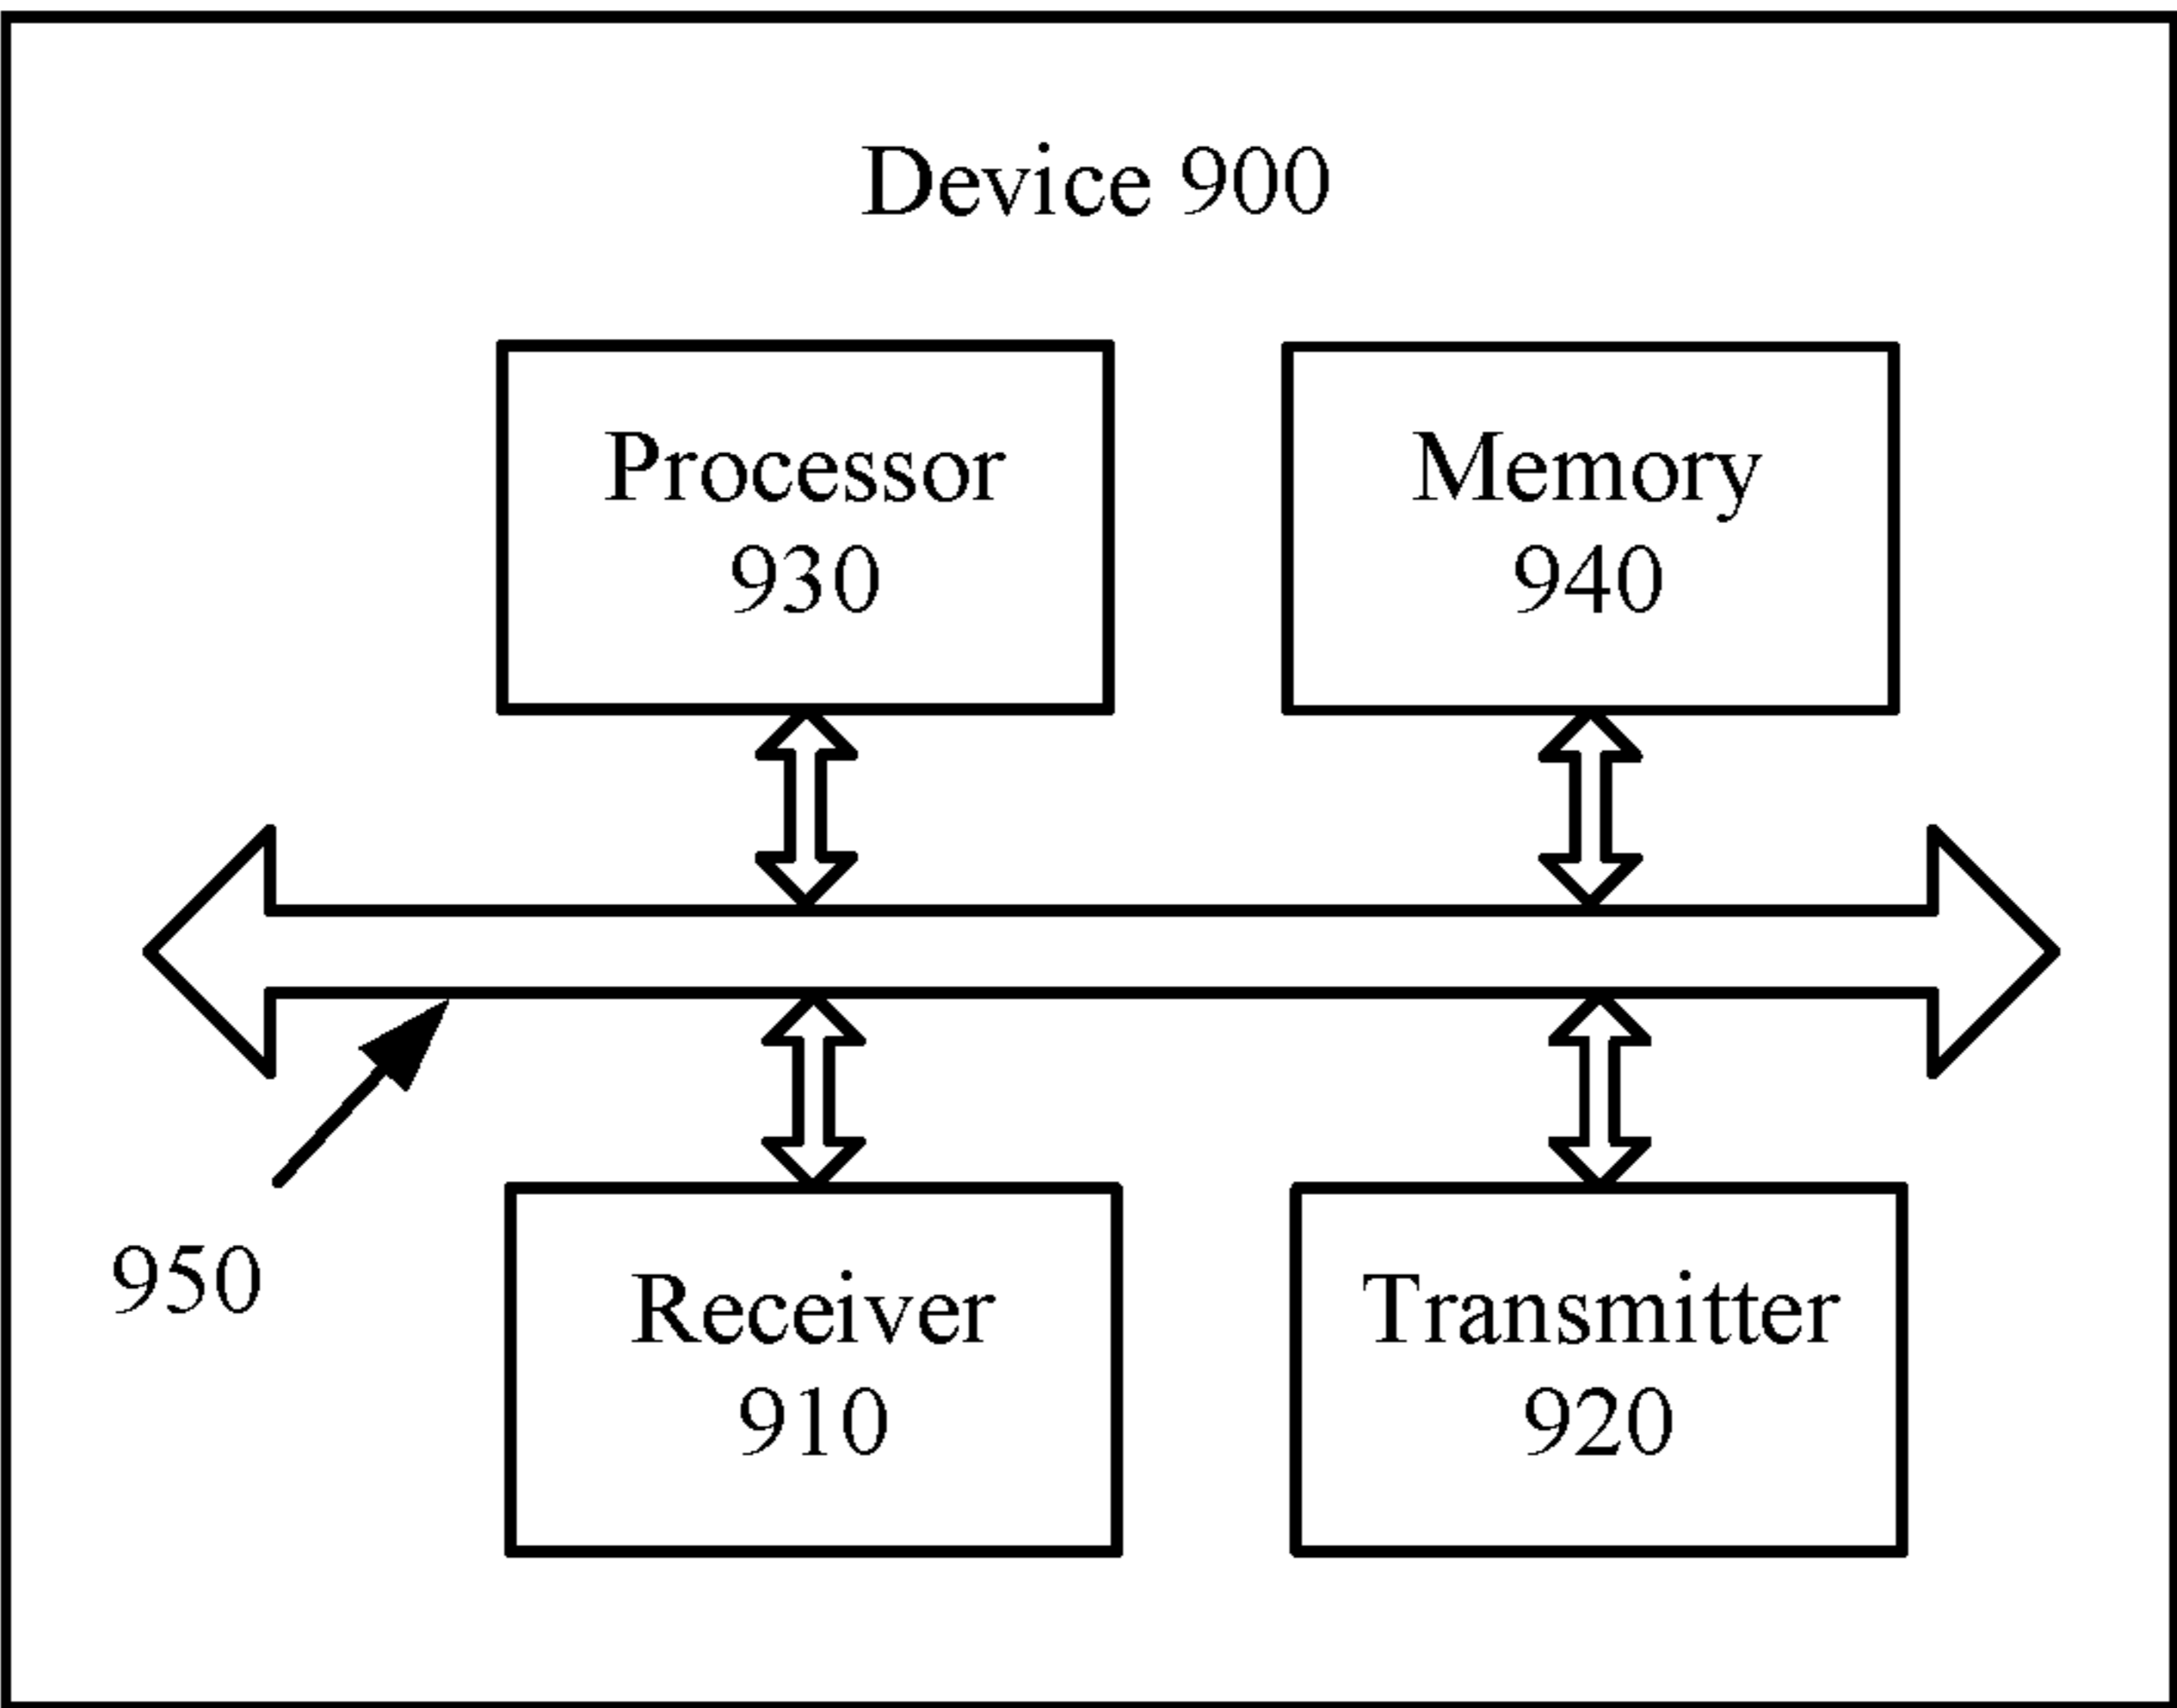 Device 900
Processor
930
Memory
940
950
Receiver
910
Transmitter
920